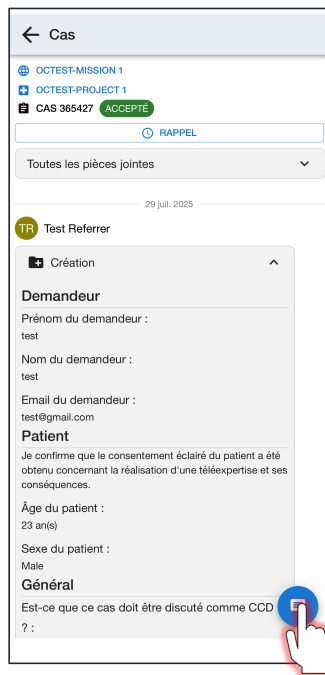 Cas
OCTEST-MISSION 1
OCTEST-PROJECT 1
CAS 365427 ACCEPTÉ
RAPPEL
Toutes les pièces jointes
29 juil. 2025
TR Test Referrer
Création
Demandeur
Prénom du demandeur :
test
Nom du demandeur :
test
Email du demandeur :
test@gmail.com
Patient
Je confirme que le consentement éclairé du patient a été
obtenu concernant la réalisation d'une téléexpertise et ses
conséquences.
Âge du patient :
23 an(s)
Sexe du patient :
Male
Général
Est-ce que ce cas doit être discuté comme CCD
? :